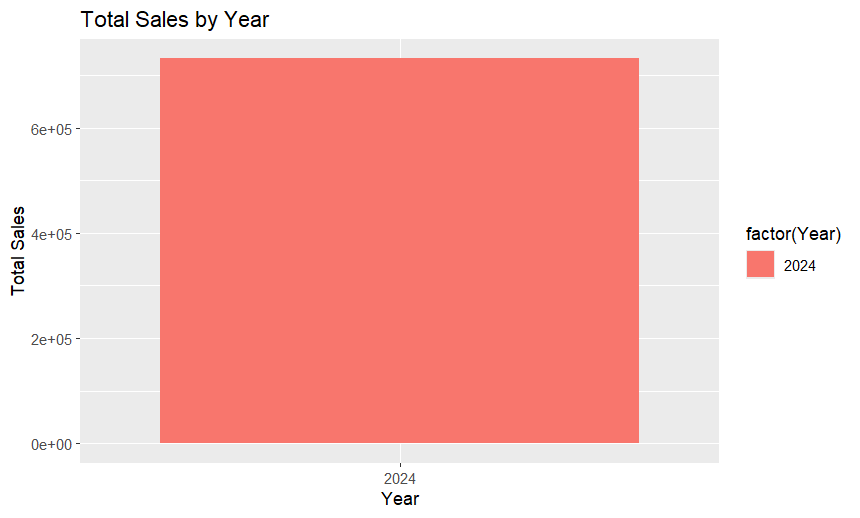 Total Sales by Year
Total Sales
6e+05
4e+05
2e+05
0e+00
2024
Year
factor(Year)
2024